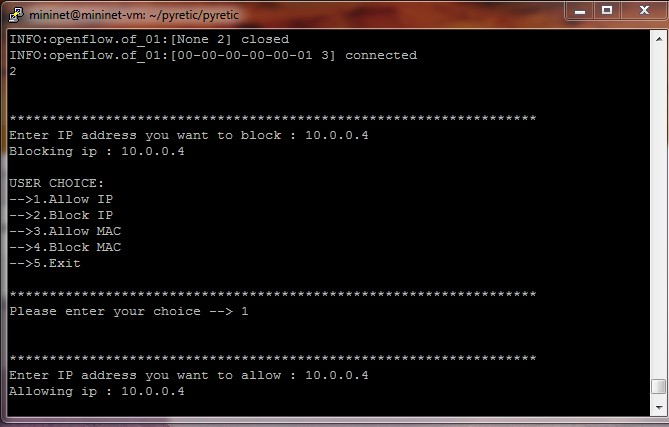 mininet@mininet-vm: ~/pyretic/pyretic
INFO:openflow.of_01:[None 2] closed
INFO:openflow.of_01:[00-00-00-00-00-01 3] connected
2
******************************************************************
Enter IP address you want to block : 10.0.0.4
Blocking ip : 10.0.0.4
USER CHOICE:
-->1.Allow IP
-->2.Block IP
-->3.Allow MAC
-->4.Block MAC
-->5.Exit
******************************************************************
Please enter your choice --> 1
******************************************************************
Enter IP address you want to allow : 10.0.0.4
Allowing ip : 10.0.0.4